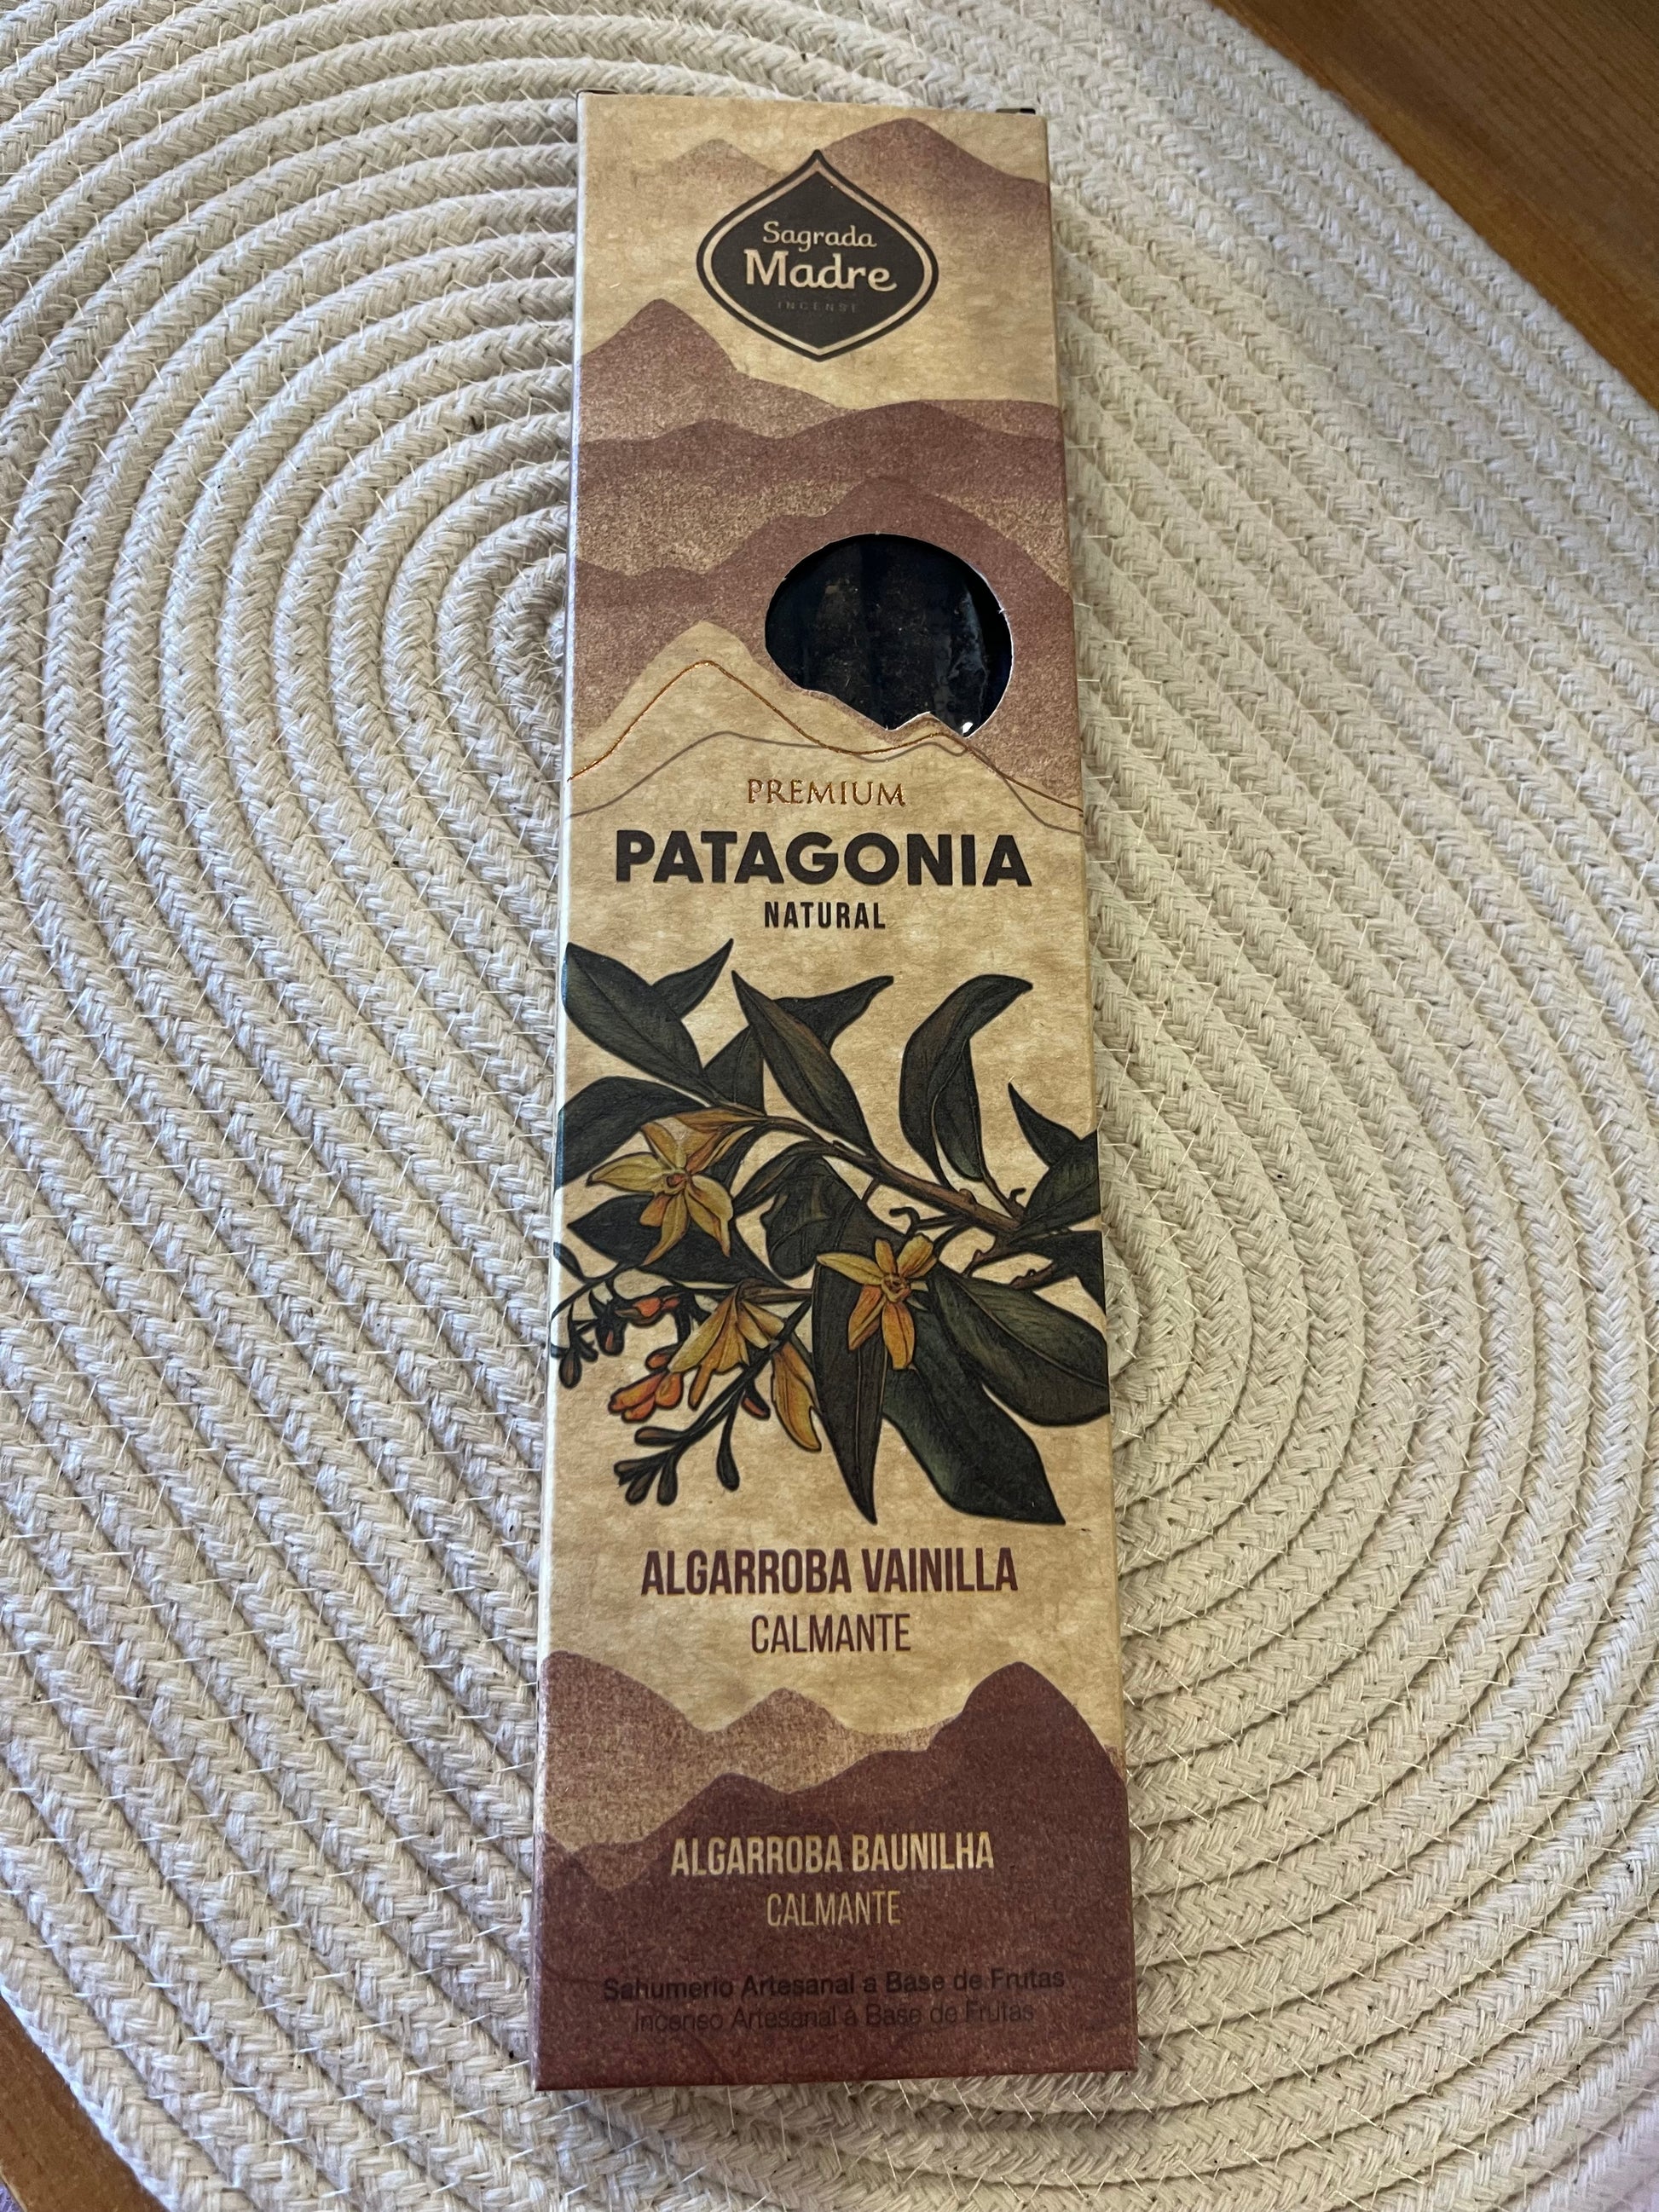 Sagrada
Madre
INCENSE
PREMIUM
PATAGONIA
NATURAL
ALGARROBA VAINILLA
CALMANTE
ALGARROBA BAUNILHA
CALMANTE
Sahumerio Artesanal a Base de Frutas
Incenso Artesanal à Base de Frutas